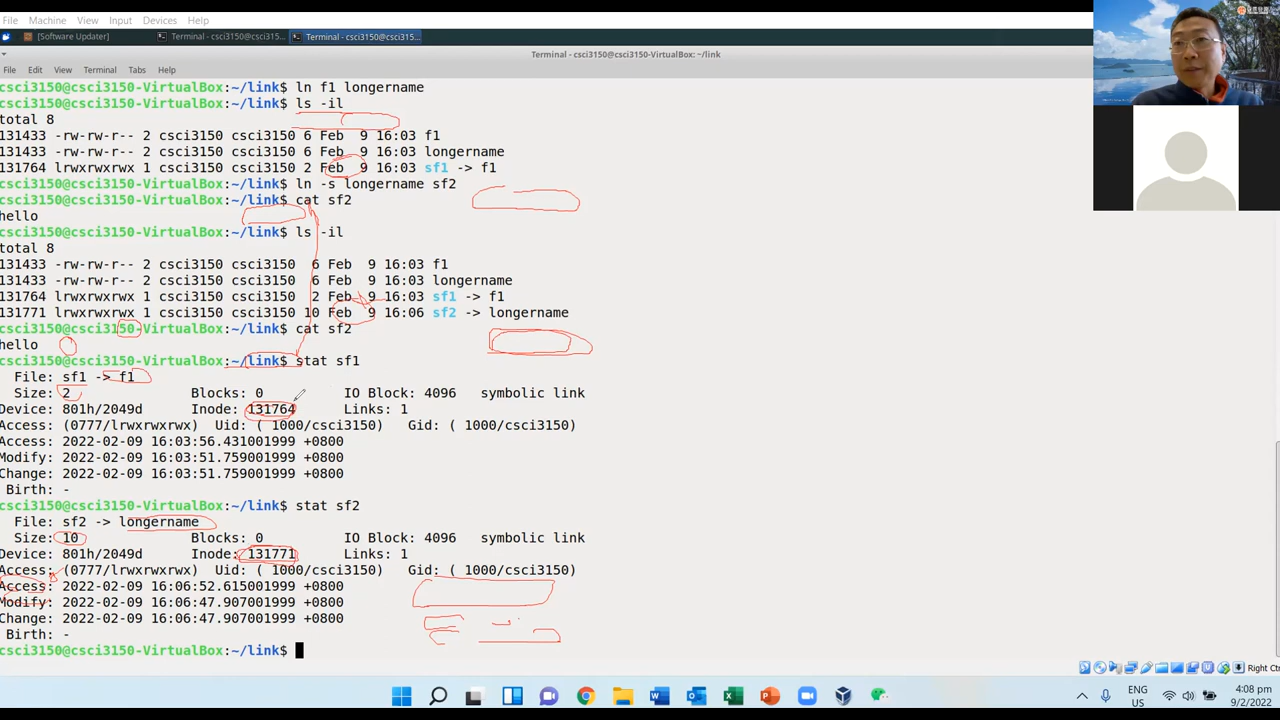 File Machine View Input Devices Help
[Software Updater] Terminal - csci3150@csci315... Terminal - csci3150@csci315...
Terminal - csci3150@csci3150-VirtualBox: ~/link
File Edit View Terminal Tabs Help
csci3150@csci3150-VirtualBox:~/link$ ln f1 longername
csci3150@csci3150-VirtualBox:~/link$ ls -il
total 8
131433 -rw-rw-r-- 2 csci3150 csci3150 6 Feb 9 16:03 f1
131433 -rw-rw-r-- 2 csci3150 csci3150 6 Feb 9 16:03 longername
131764 lrwxrwxrwx 1 csci3150 csci3150 2 Feb 9 16:03 sf1 -> f1
csci3150@csci3150-VirtualBox:~/link$ ln -s longername sf2
csci3150@csci3150-VirtualBox:~/link$ cat sf2
hello
csci3150@csci3150-VirtualBox:~/link$ ls -il
total 8
131433 -rw-rw-r-- 2 csci3150 csci3150 6 Feb 9 16:03 f1
131433 -rw-rw-r-- 2 csci3150 csci3150 6 Feb 9 16:03 longername
131764 lrwxrwxrwx 1 csci3150 csci3150 2 Feb 9 16:03 sf1 -> f1
131771 lrwxrwxrwx 1 csci3150 csci3150 10 Feb 9 16:06 sf2 -> longername
csci3150@csci3150-VirtualBox:~/link$ cat sf2
hello
csci3150@csci3150-VirtualBox:~/link$ stat sf1
File: sf1 -> f1
Size: 2 Blocks: 0 IO Block: 4096 symbolic link
Device: 801h/2049d Inode: 131764 Links: 1
Access: (0777/lrwxrwxrwx) Uid: ( 1000/csci3150) Gid: ( 1000/csci3150)
Access: 2022-02-09 16:03:56.431001999 +0800
Modify: 2022-02-09 16:03:51.759001999 +0800
Change: 2022-02-09 16:03:51.759001999 +0800
Birth: -
csci3150@csci3150-VirtualBox:~/link$ stat sf2
File: sf2 -> longername
Size: 10 Blocks: 0 IO Block: 4096 symbolic link
Device: 801h/2049d Inode: 131771 Links: 1
Access: (0777/lrwxrwxrwx) Uid: ( 1000/csci3150) Gid: ( 1000/csci3150)
Access: 2022-02-09 16:06:52.615001999 +0800
Modify: 2022-02-09 16:06:47.907001999 +0800
Change: 2022-02-09 16:06:47.907001999 +0800
Birth: -
csci3150@csci3150-VirtualBox:~/link$
Right Ctrl
ENG
US
4:08 pm
9/2/2022